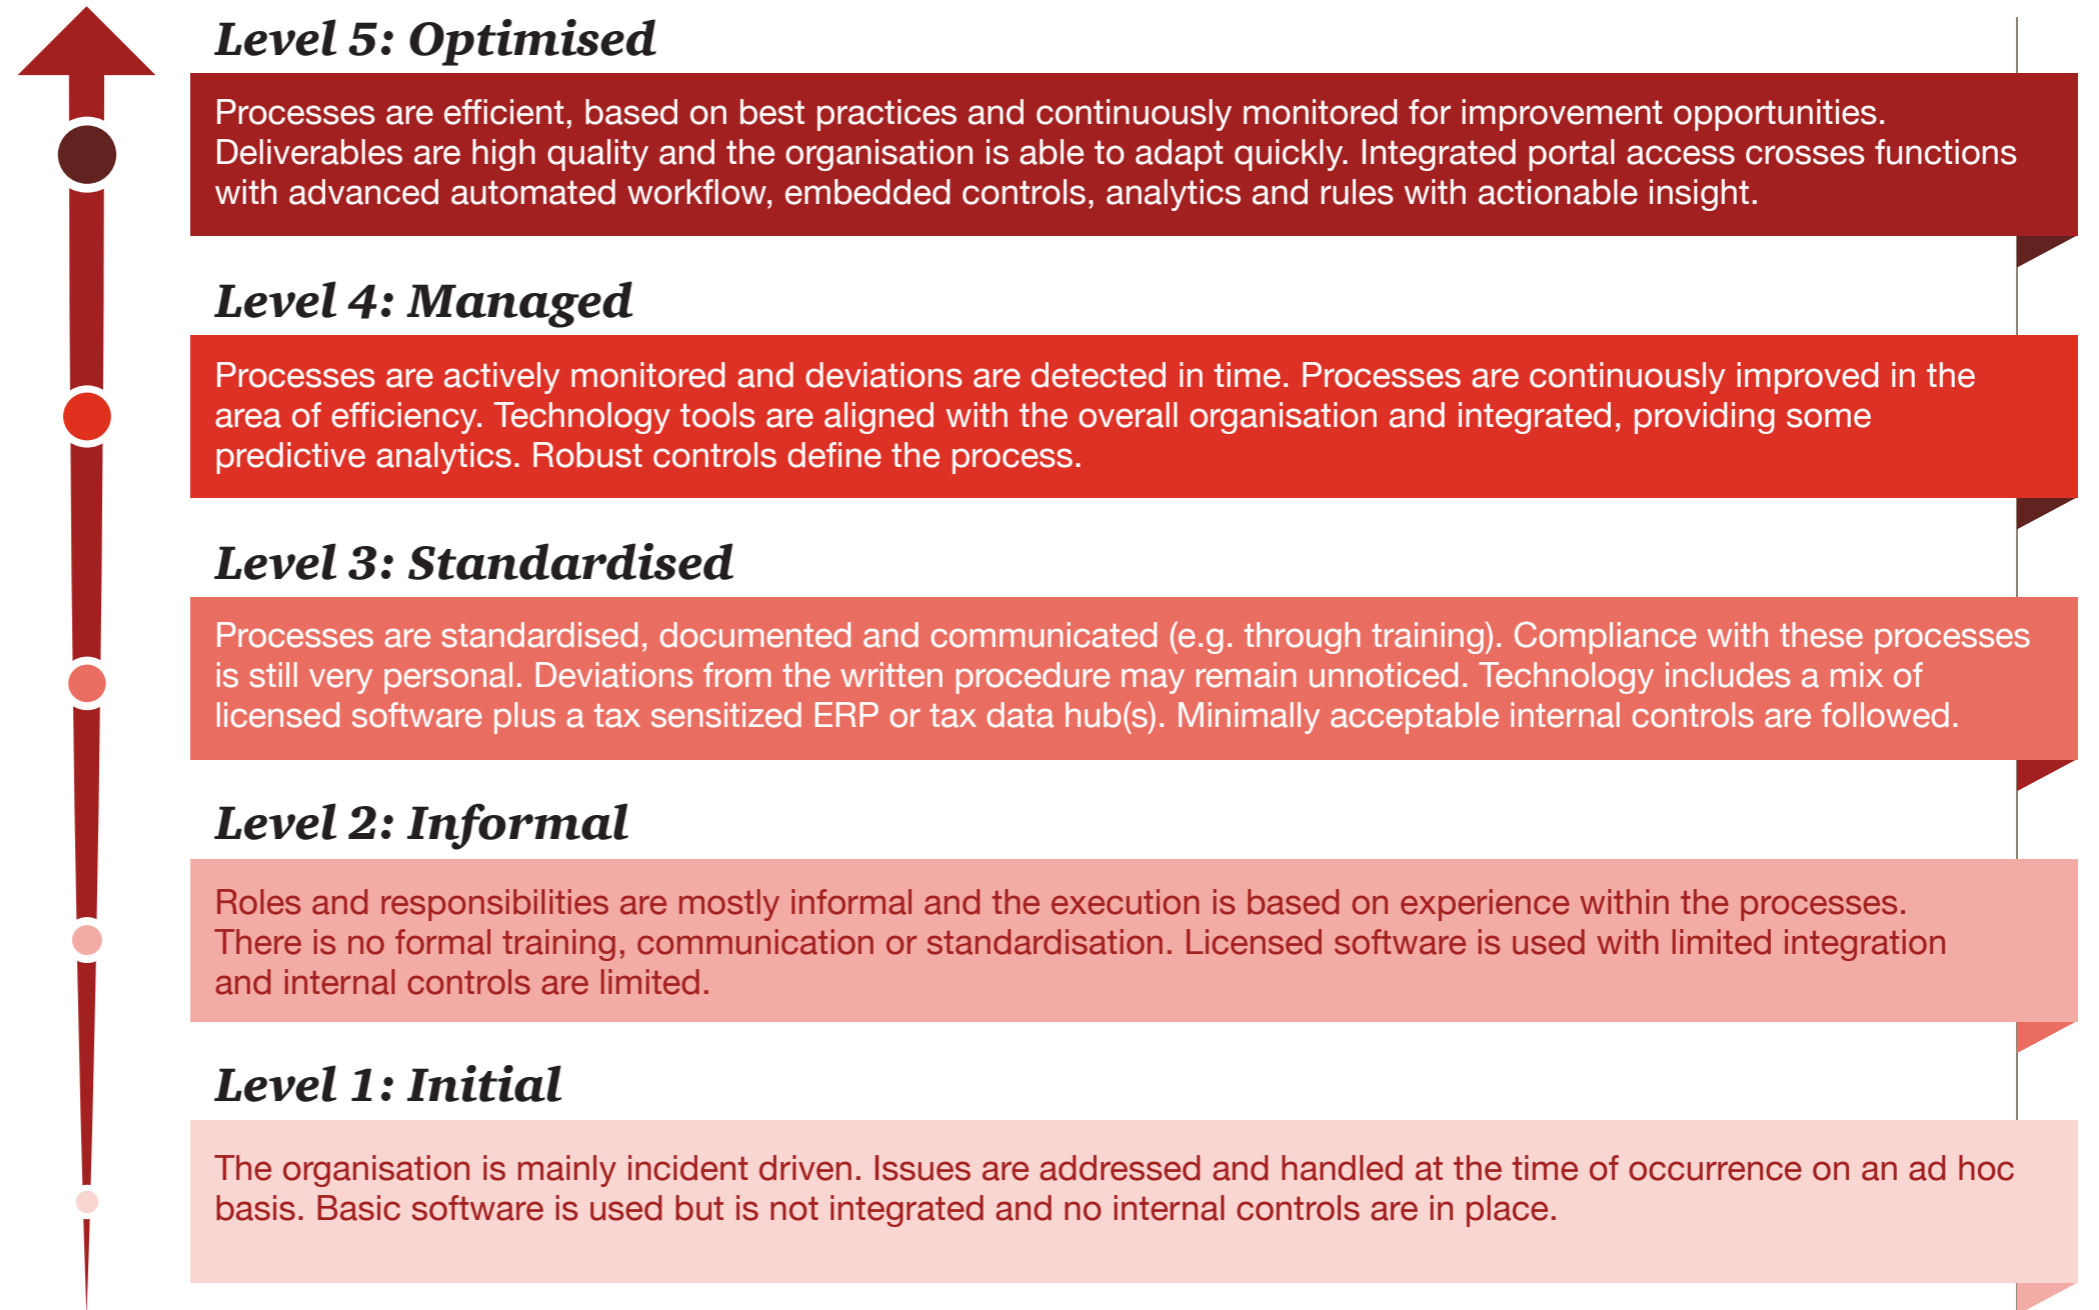 Level 5: Optimised
Processes are efficient, based on best practices and continuously monitored for improvement opportunities.
Deliverables are high quality and the organisation is able to adapt quickly. Integrated portal access crosses functions
with advanced automated workflow, embedded controls, analytics and rules with actionable insight.
Level 4: Managed
Processes are actively monitored and deviations are detected in time. Processes are continuously improved in the
area of efficiency. Technology tools are aligned with the overall organisation and integrated, providing some
predictive analytics. Robust controls define the process.
Level 3: Standardised
Processes are standardised, documented and communicated (e.g. through training). Compliance with these processes
is still very personal. Deviations from the written procedure may remain unnoticed. Technology includes a mix of
licensed software plus a tax sensitized ERP or tax data hub(s). Minimally acceptable internal controls are followed.
Level 2: Informal
Roles and responsibilities are mostly informal and the execution is based on experience within the processes.
There is no formal training, communication or standardisation. Licensed software is used with limited integration
and internal controls are limited.
Level 1: Initial
The organisation is mainly incident driven. Issues are addressed and handled at the time of occurrence on an ad hoc
basis. Basic software is used but is not integrated and no internal controls are in place.